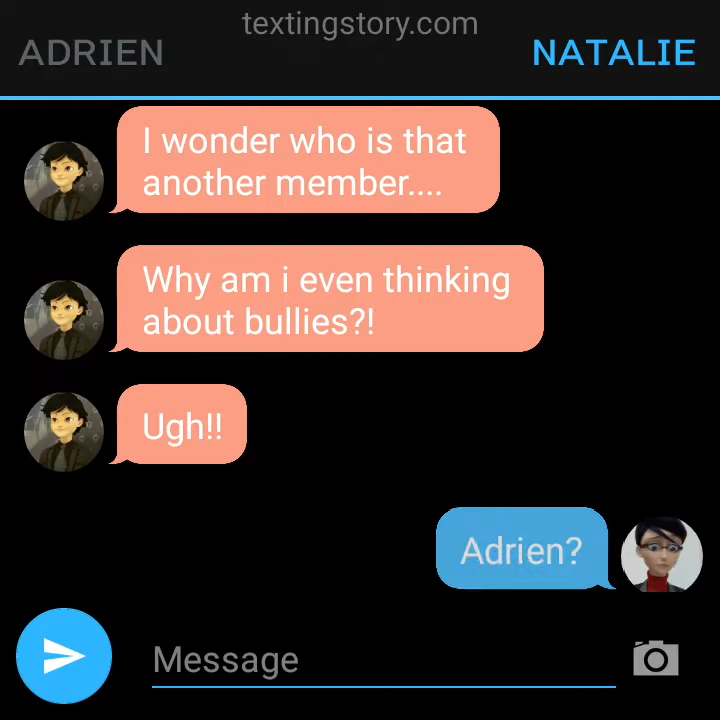 textingstory.com
ADRIEN
NATALIE
I wonder who is that
another member....
Why am i even thinking
about bullies?!
Ugh!!
Adrien?
Message